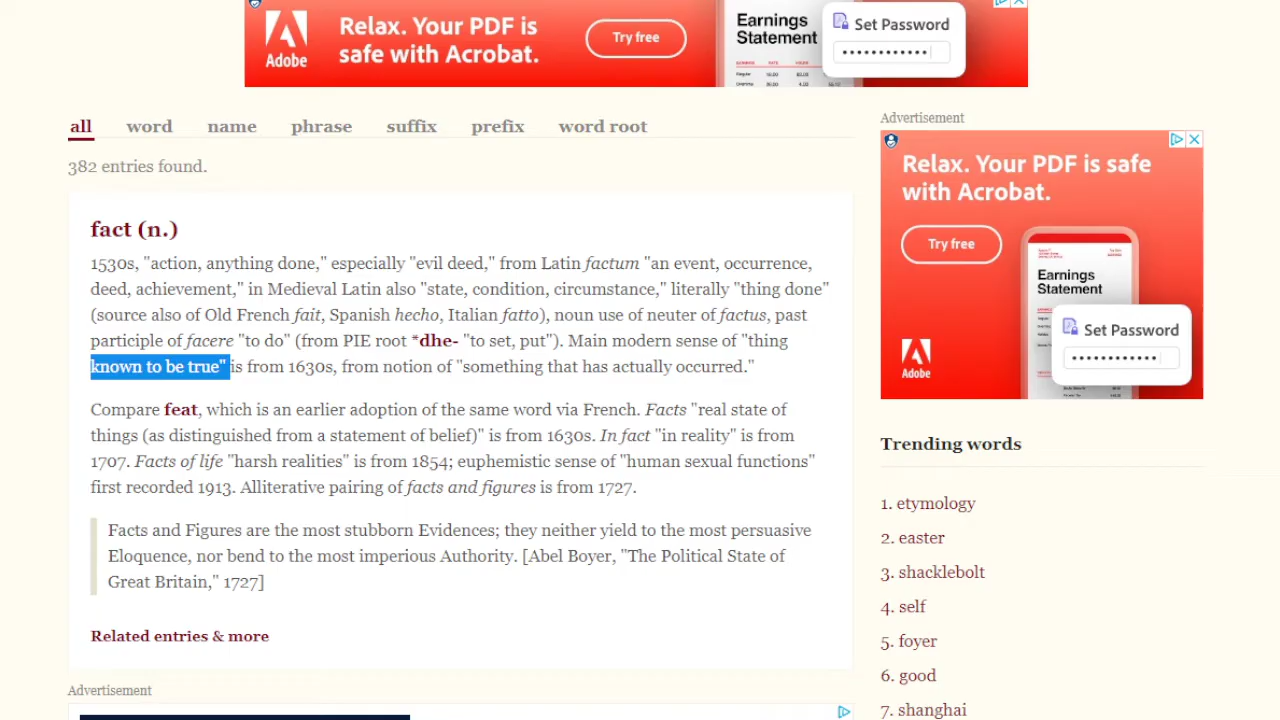 Relax. Your PDF is
safe with Acrobat.
Adobe
Try free
Earnings
Statement
Set Password
all word name phrase suffix prefix word root
382 entries found.
fact (n.)
1530s, "action, anything done," especially "evil deed," from Latin factum "an event, occurrence,
deed, achievement," in Medieval Latin also "state, condition, circumstance," literally "thing done"
(source also of Old French fait, Spanish hecho, Italian fatto), noun use of neuter of factus, past
participle of facere "to do" (from PIE root *dhe- "to set, put"). Main modern sense of "thing
known to be true" is from 1630s, from notion of "something that has actually occurred."
Compare feat, which is an earlier adoption of the same word via French. Facts "real state of
things (as distinguished from a statement of belief)" is from 1630s. In fact "in reality" is from
1707. Facts of life "harsh realities" is from 1854; euphemistic sense of "human sexual functions"
first recorded 1913. Alliterative pairing of facts and figures is from 1727.
Facts and Figures are the most stubborn Evidences; they neither yield to the most persuasive
Eloquence, nor bend to the most imperious Authority. [Abel Boyer, "The Political State of
Great Britain," 1727]
Related entries & more
Advertisement
Advertisement
Relax. Your PDF is safe
with Acrobat.
Try free
Earnings
Statement
Set Password
Adobe
Trending words
1. etymology
2. easter
3. shacklebolt
4. self
5. foyer
6. good
7. shanghai